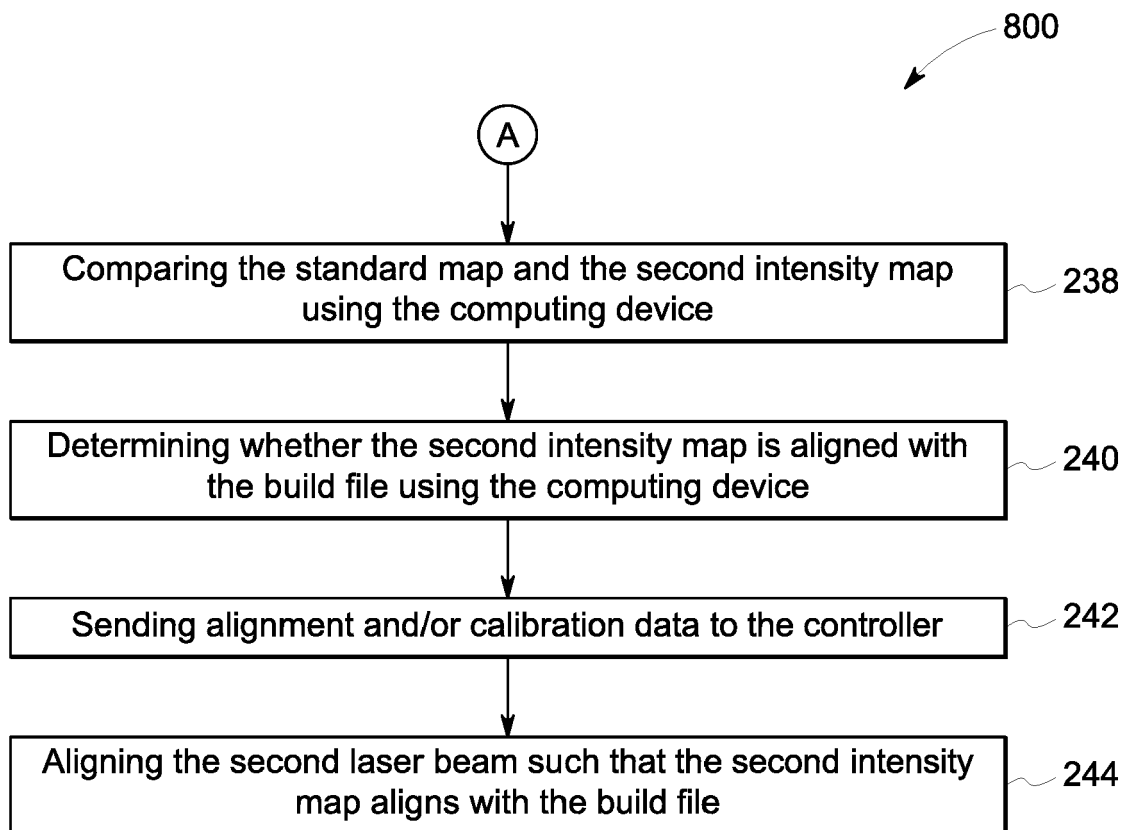 800
A
Comparing the standard map and the second intensity map
using the computing device
238
Determining whether the second intensity map is aligned with
the build file using the computing device
240
Sending alignment and/or calibration data to the controller
242
Aligning the second laser beam such that the second intensity
map aligns with the build file
244